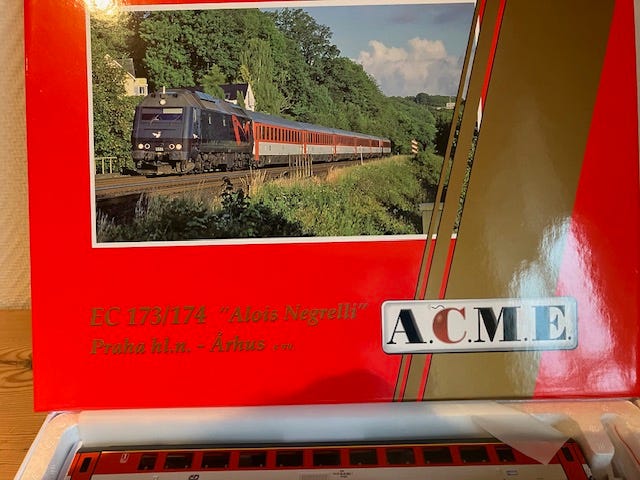 EC 173/174 "Alois Negrelli"
Praha hl.n. - Århus
A.C.M.E.